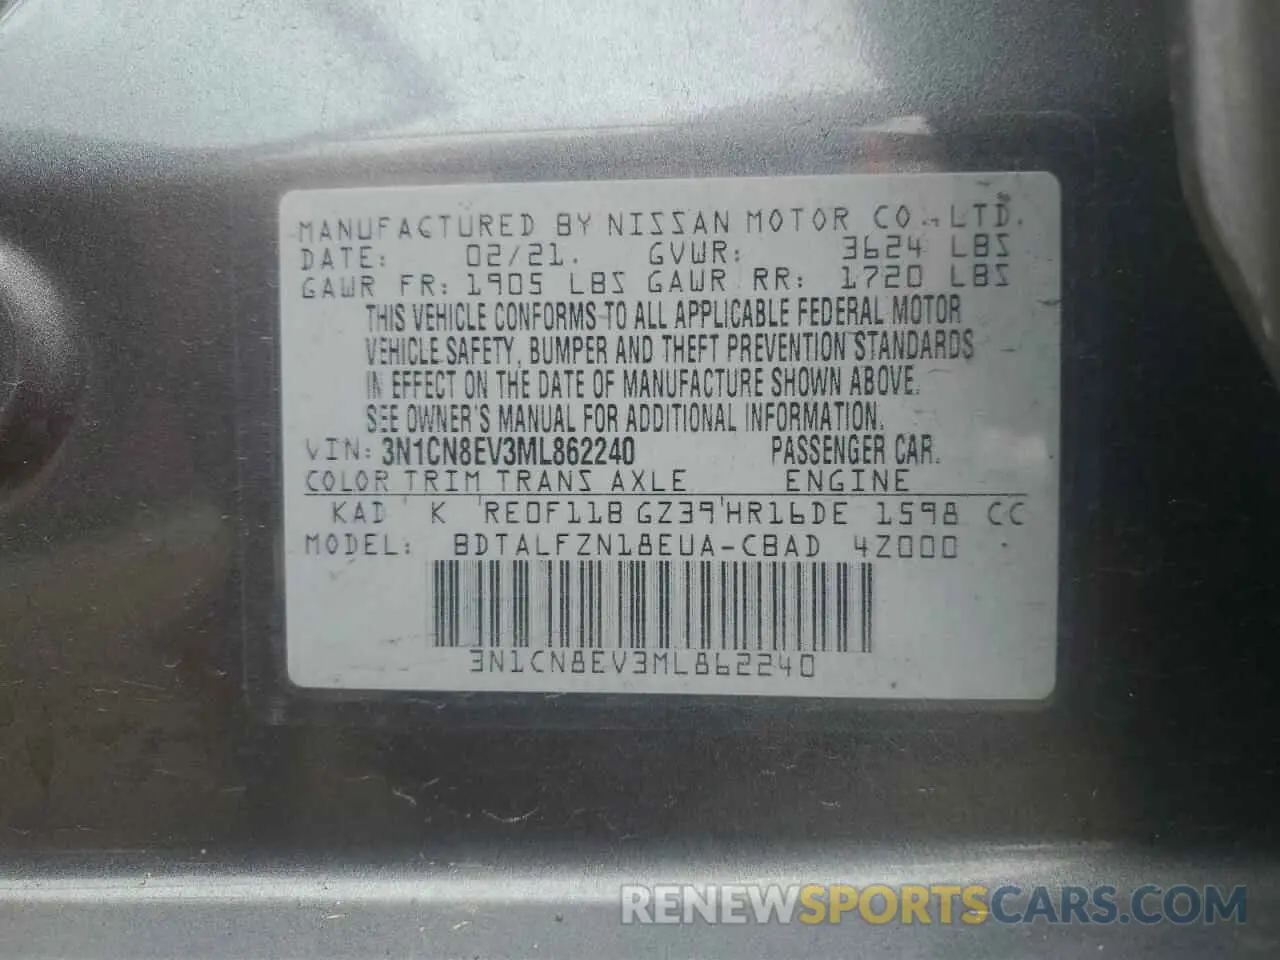 MANUFACTURED BY NISSAN MOTOR CO., LTD.
DATE: 02/21. GVWR: 3624 LBS
GAWR FR: 1905 LBS GAWR RR: 1720 LBS
THIS VEHICLE CONFORMS TO ALL APPLICABLE FEDERAL MOTOR
VEHICLE SAFETY, BUMPER AND THEFT PREVENTION STANDARDS
IN EFFECT ON THE DATE OF MANUFACTURE SHOWN ABOVE.
SEE OWNER'S MANUAL FOR ADDITIONAL INFORMATION.
VIN: 3N1CN8EV3ML862240 PASSENGER CAR.
COLOR TRIM TRANS AXLE ENGINE
KAD K RE0F11B GZ39 HR16DE 1598 CC
MODEL: BDTALFZN18EUA-CBAD 4Z000
3N1CN8EV3ML862240
RENEWSPORTSCARS.COM